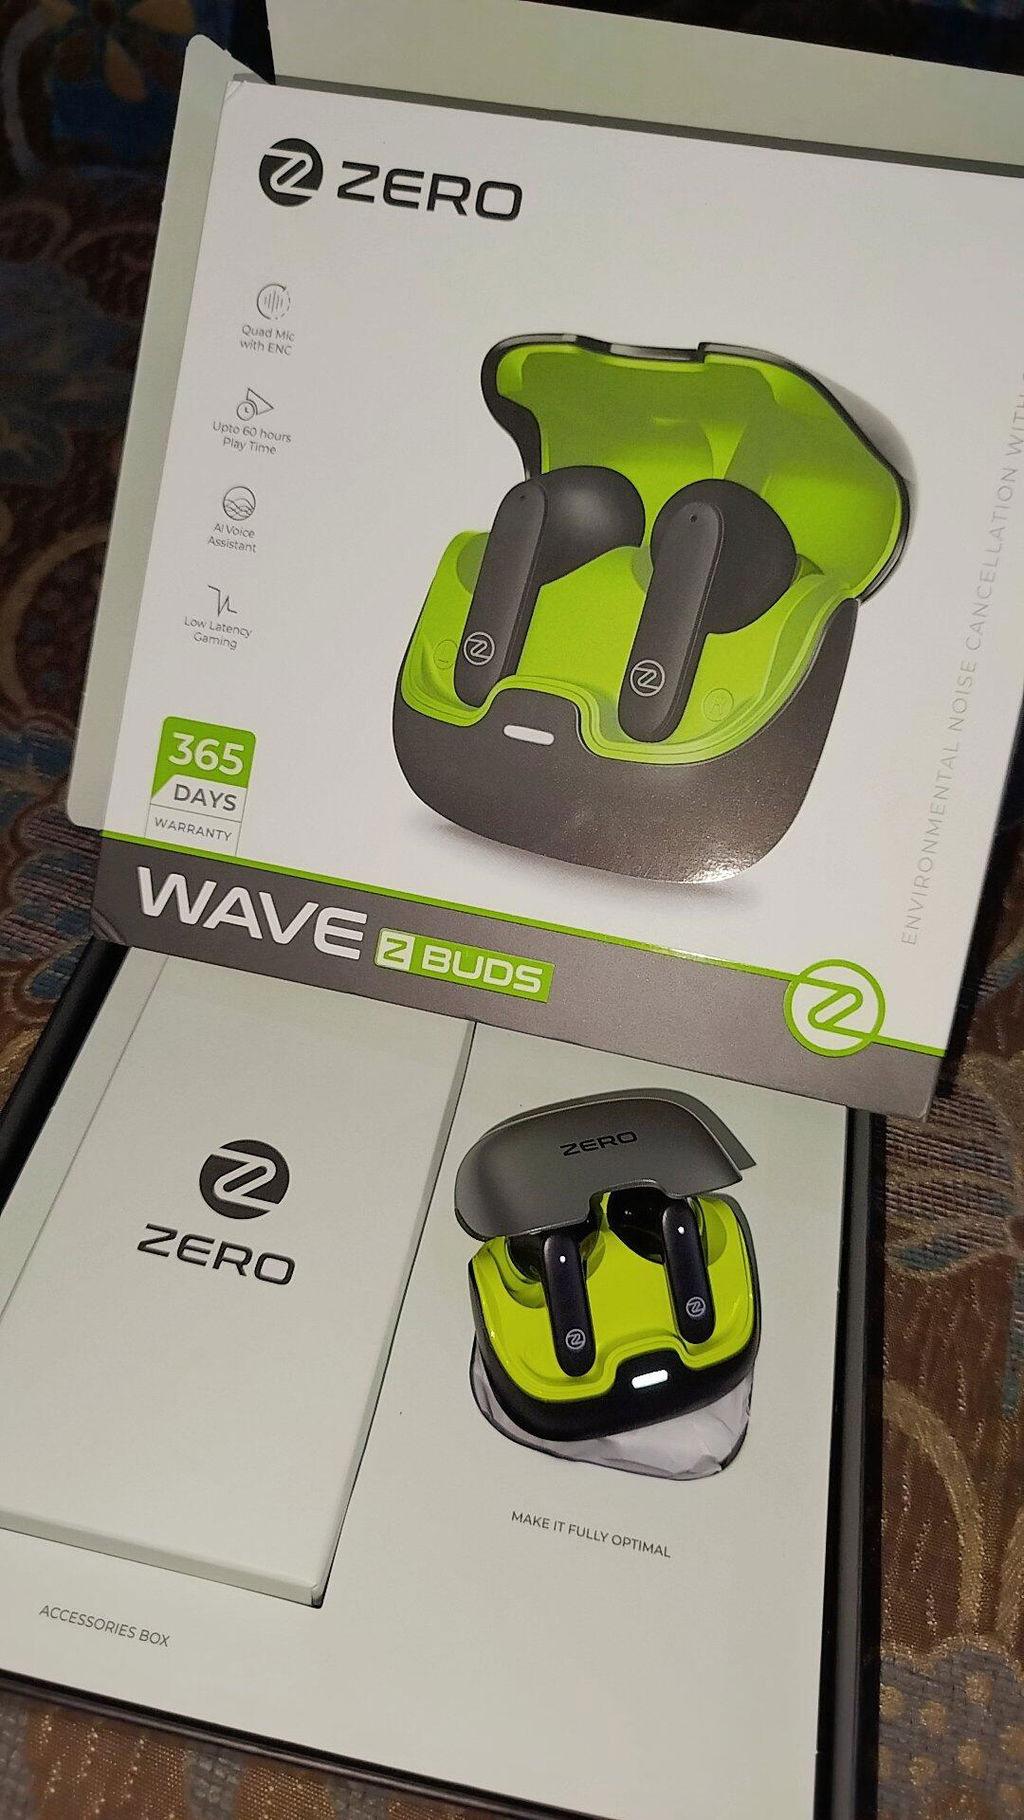 ZERO
Quad Mic
with ENC
Upto 60 hours
Play Time
AI Voice
Assistant
Low Latency
Gaming
365
DAYS
WARRANTY
ENVIRONMENTAL NOISE CANCELLATION WITH
WAVE Z BUDS
ZERO
ZERO
MAKE IT FULLY OPTIMAL
ACCESSORIES BOX